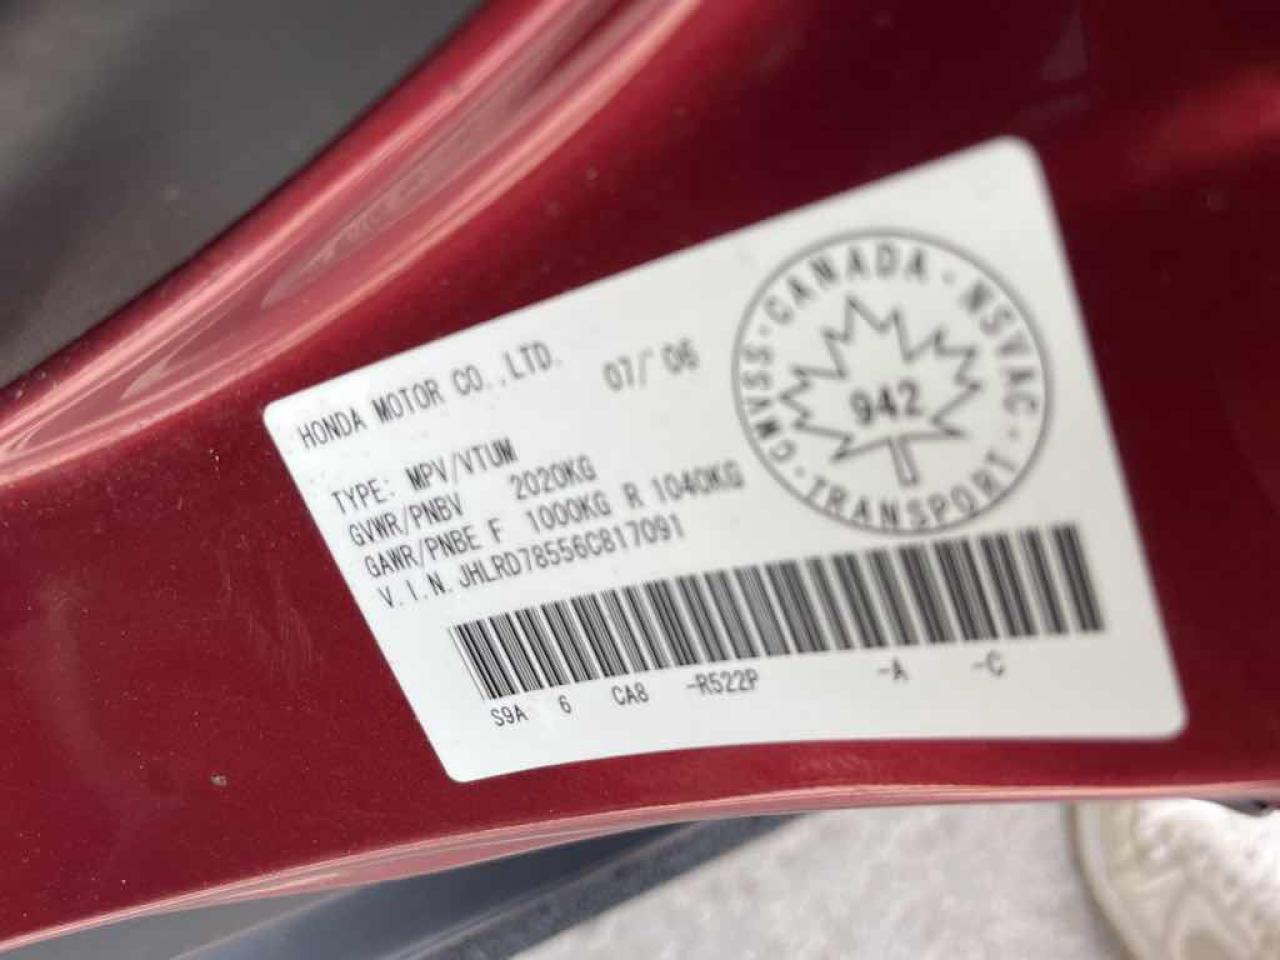 HONDA MOTOR CO.,LTD. 07/'06
TYPE: MPV/VTUM
GVWR/PNBV 2020KG
GAWR/PNBE F 1000KG R 1040KG
V.I.N. JHLRD78556C817091
S9A 6 CA8 -R522P -A -C
CANADA · NSVAC · TRANSPORT · CMVSS ·
942